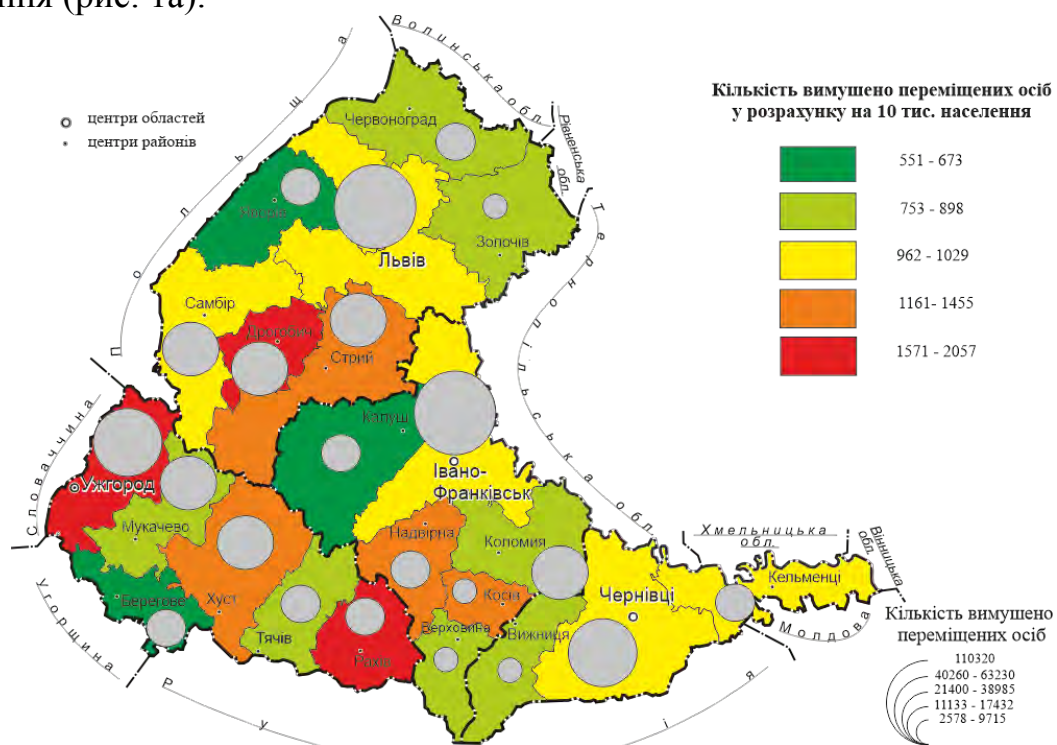 ння (рис. 1а).
Волинська обл.
Рівненська
обл.
Тернопільська обл.
Польща
Словаччина
Угорщина
Румунія
Хмельницька
обл.
Вінницька
обл.
Молдова
центри областей
центри районів
Червоноград
Яворів
Львів
Золочів
Самбір
Дрогобич
Стрий
Калуш
Івано-
Франківськ
Ужгород
Мукачево
Берегове
Хуст
Тячів
Рахів
Надвірна
Коломия
Косів
Верховина
Вижниця
Чернівці
Кельменці
Кількість вимушено переміщених осіб
у розрахунку на 10 тис. населення
551 - 673
753 - 898
962 - 1029
1161- 1455
1571 - 2057
Кількість вимушено
переміщених осіб
110320
40260 - 63230
21400 - 38985
11133 - 17432
2578 - 9715